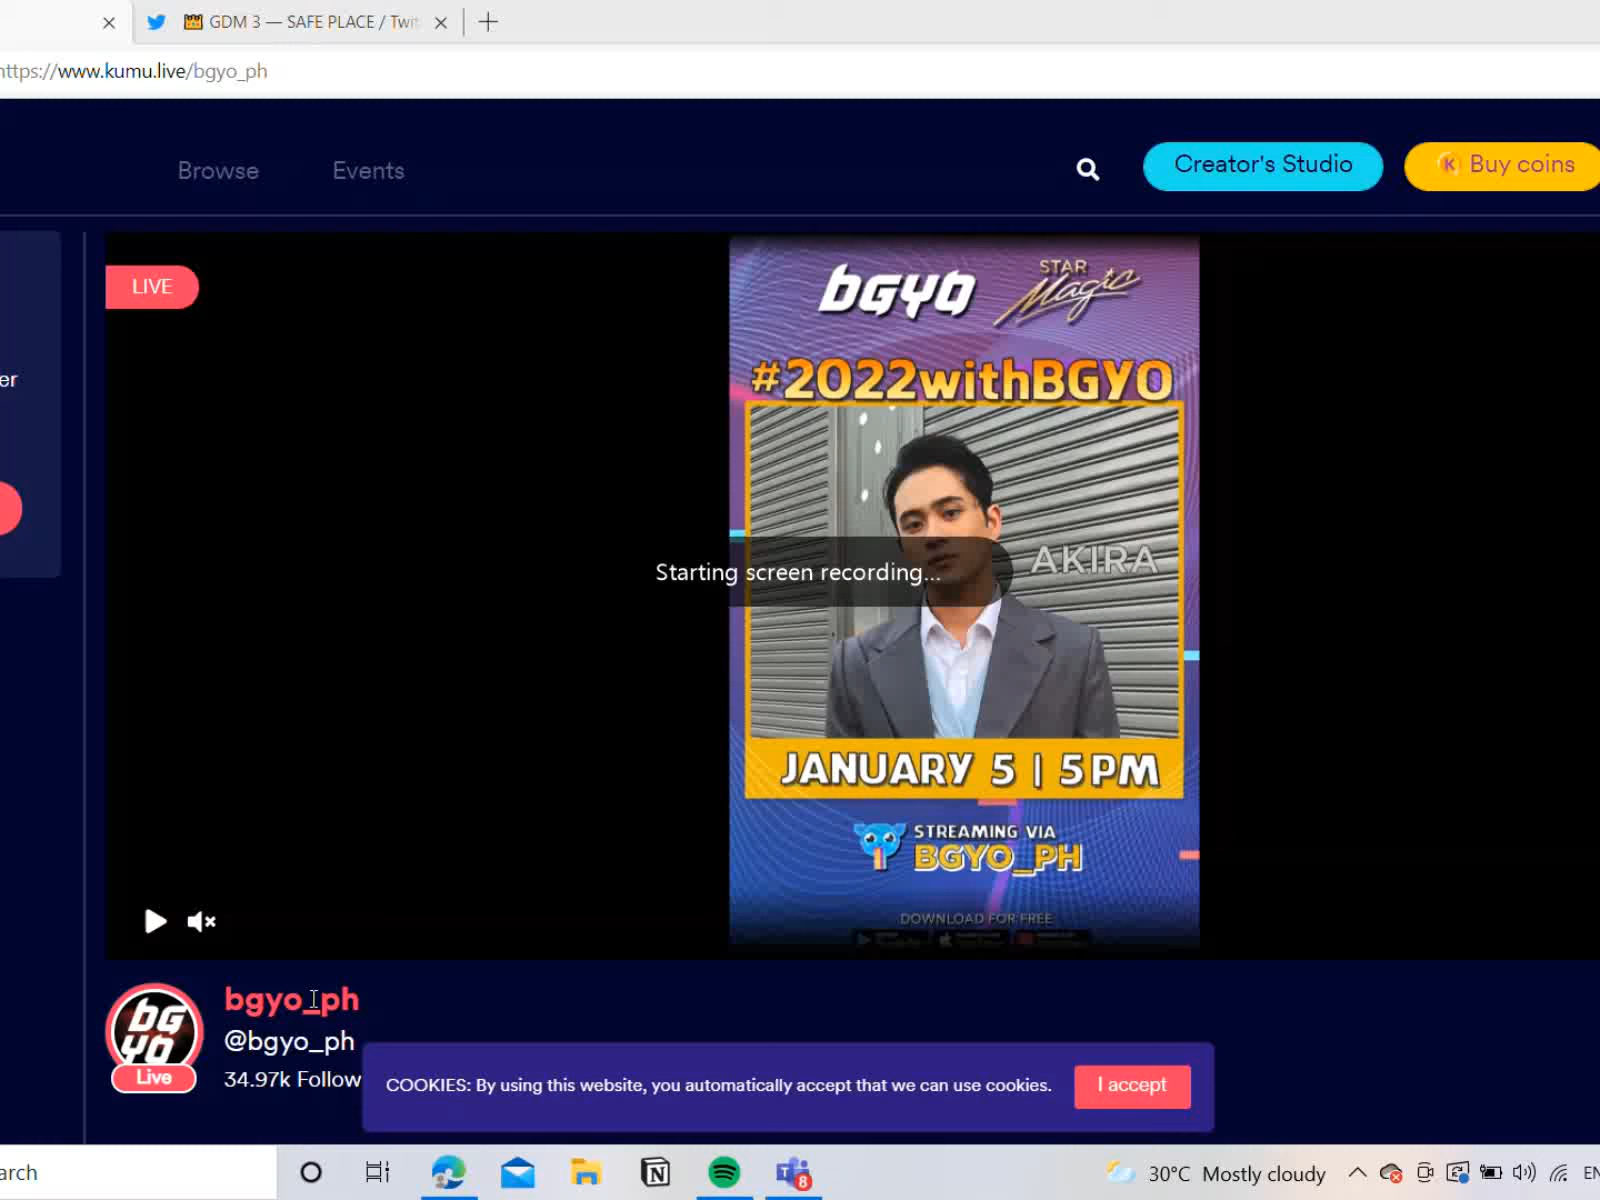 GDM 3 — SAFE PLACE / Twit
https://www.kumu.live/bgyo_ph
Browse
Events
Creator's Studio
K Buy coins
er
LIVE
BGYO
STAR
Magic
#2022withBGYO
AKIRA
Starting screen recording...
JANUARY 5 | 5PM
STREAMING VIA
BGYO_PH
DOWNLOAD FOR FREE
BG
YO
Live
bgyo_ph
@bgyo_ph
34.97k Follow
COOKIES: By using this website, you automatically accept that we can use cookies.
I accept
arch
N
T
8
30°C Mostly cloudy
EN